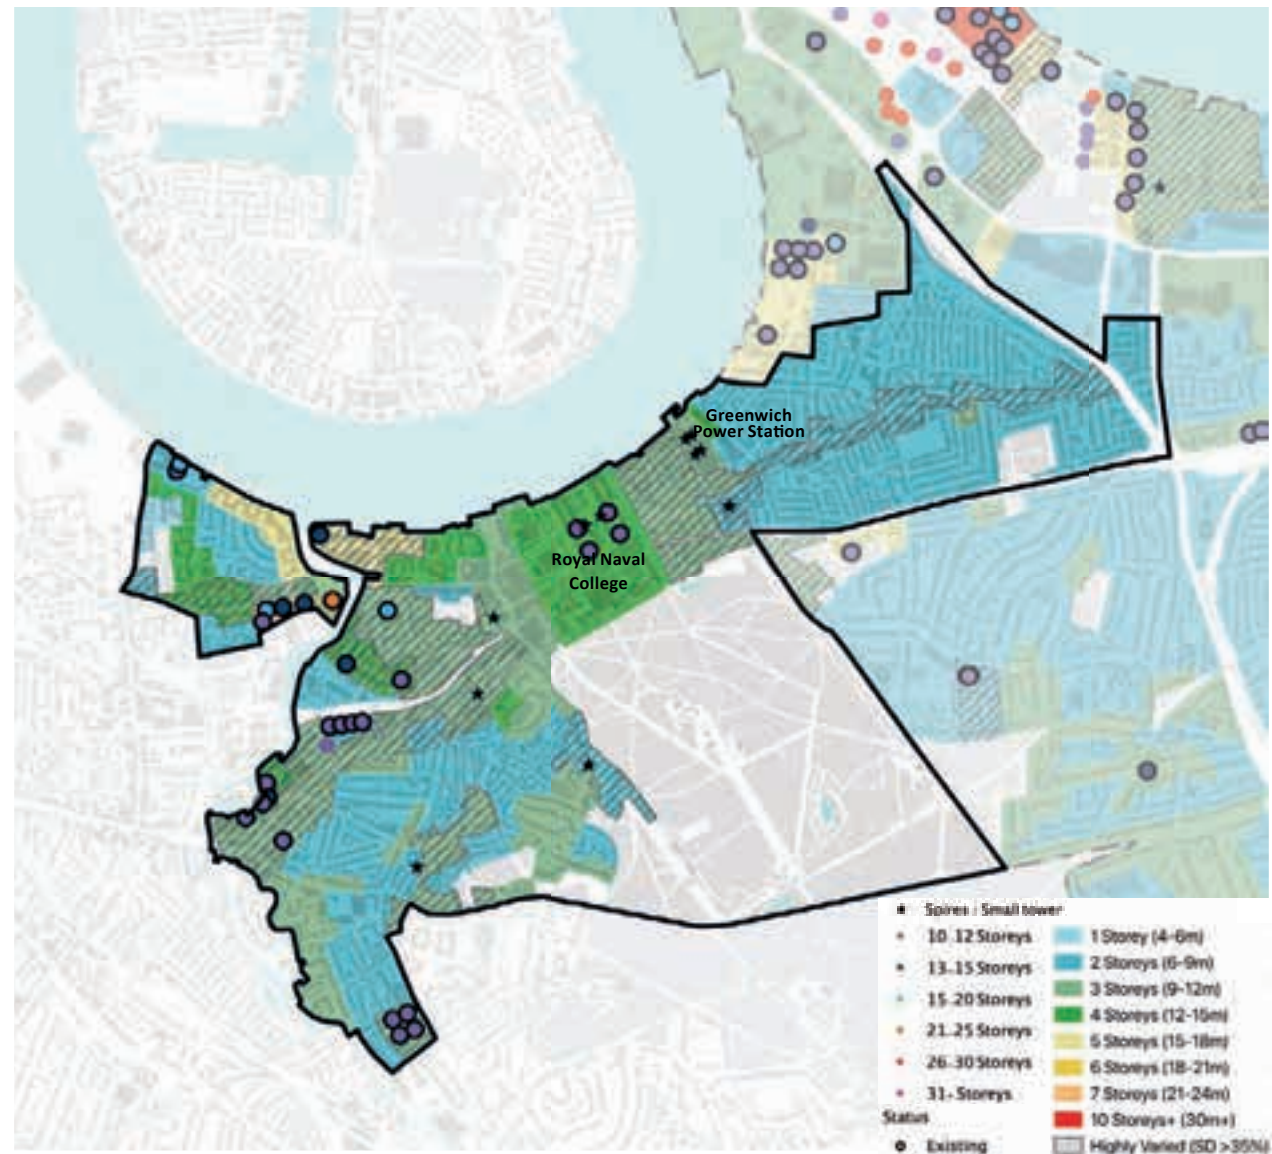 Greenwich
Power Station
Royal Naval
College
Spires / Small tower
10-12 Storeys
13-15 Storeys
15-20 Storeys
21-25 Storeys
26-30 Storeys
31- Storeys
Status
Existing
1 Storey (4-6m)
2 Storeys (6-9m)
3 Storeys (9-12m)
4 Storeys (12-15m)
5 Storeys (15-18m)
6 Storeys (18-21m)
7 Storeys (21-24m)
10 Storeys+ (30m+)
Highly Varied (SD >35%)